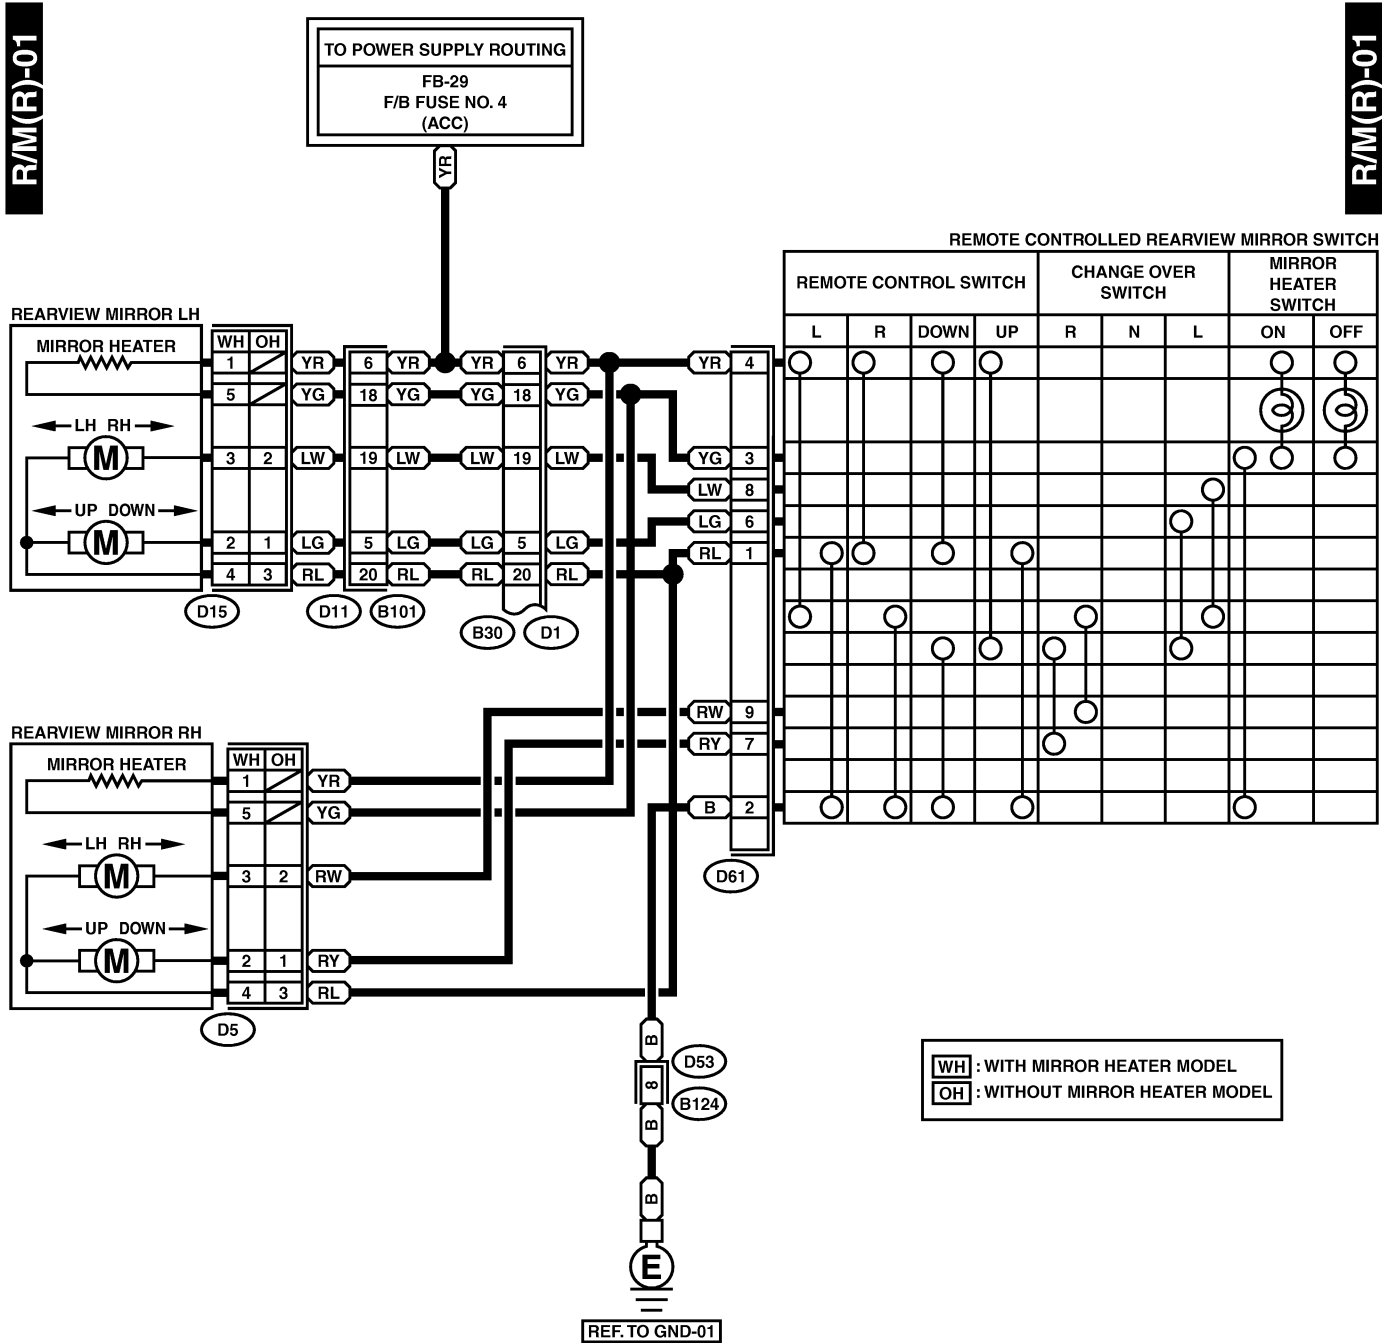 R/M(R)-01
R/M(R)-01
TO POWER SUPPLY ROUTING
FB-29
F/B FUSE NO. 4
(ACC)
YR
REMOTE CONTROLLED REARVIEW MIRROR SWITCH
REMOTE CONTROL SWITCH
CHANGE OVER
SWITCH
MIRROR
HEATER
SWITCH
L R DOWN UP R N L ON OFF
REARVIEW MIRROR LH
MIRROR HEATER
WH OH
1 YR 6 YR YR 6 YR YR 4
5 YG 18 YG YG 18 YG
LH RH
M
3 2 LW 19 LW LW 19 LW YG 3
LW 8
UP DOWN
LG 6
M
2 1 LG 5 LG LG 5 LG RL 1
4 3 RL 20 RL RL 20 RL
D15 D11 B101 B30 D1
RW 9
RY 7
B 2
D61
REARVIEW MIRROR RH
MIRROR HEATER
WH OH
1 YR
5 YG
LH RH
M
3 2 RW
UP DOWN
M
2 1 RY
4 3 RL
D5
B
D53
8
B124
B
B
E
REF. TO GND-01
WH : WITH MIRROR HEATER MODEL
OH : WITHOUT MIRROR HEATER MODEL